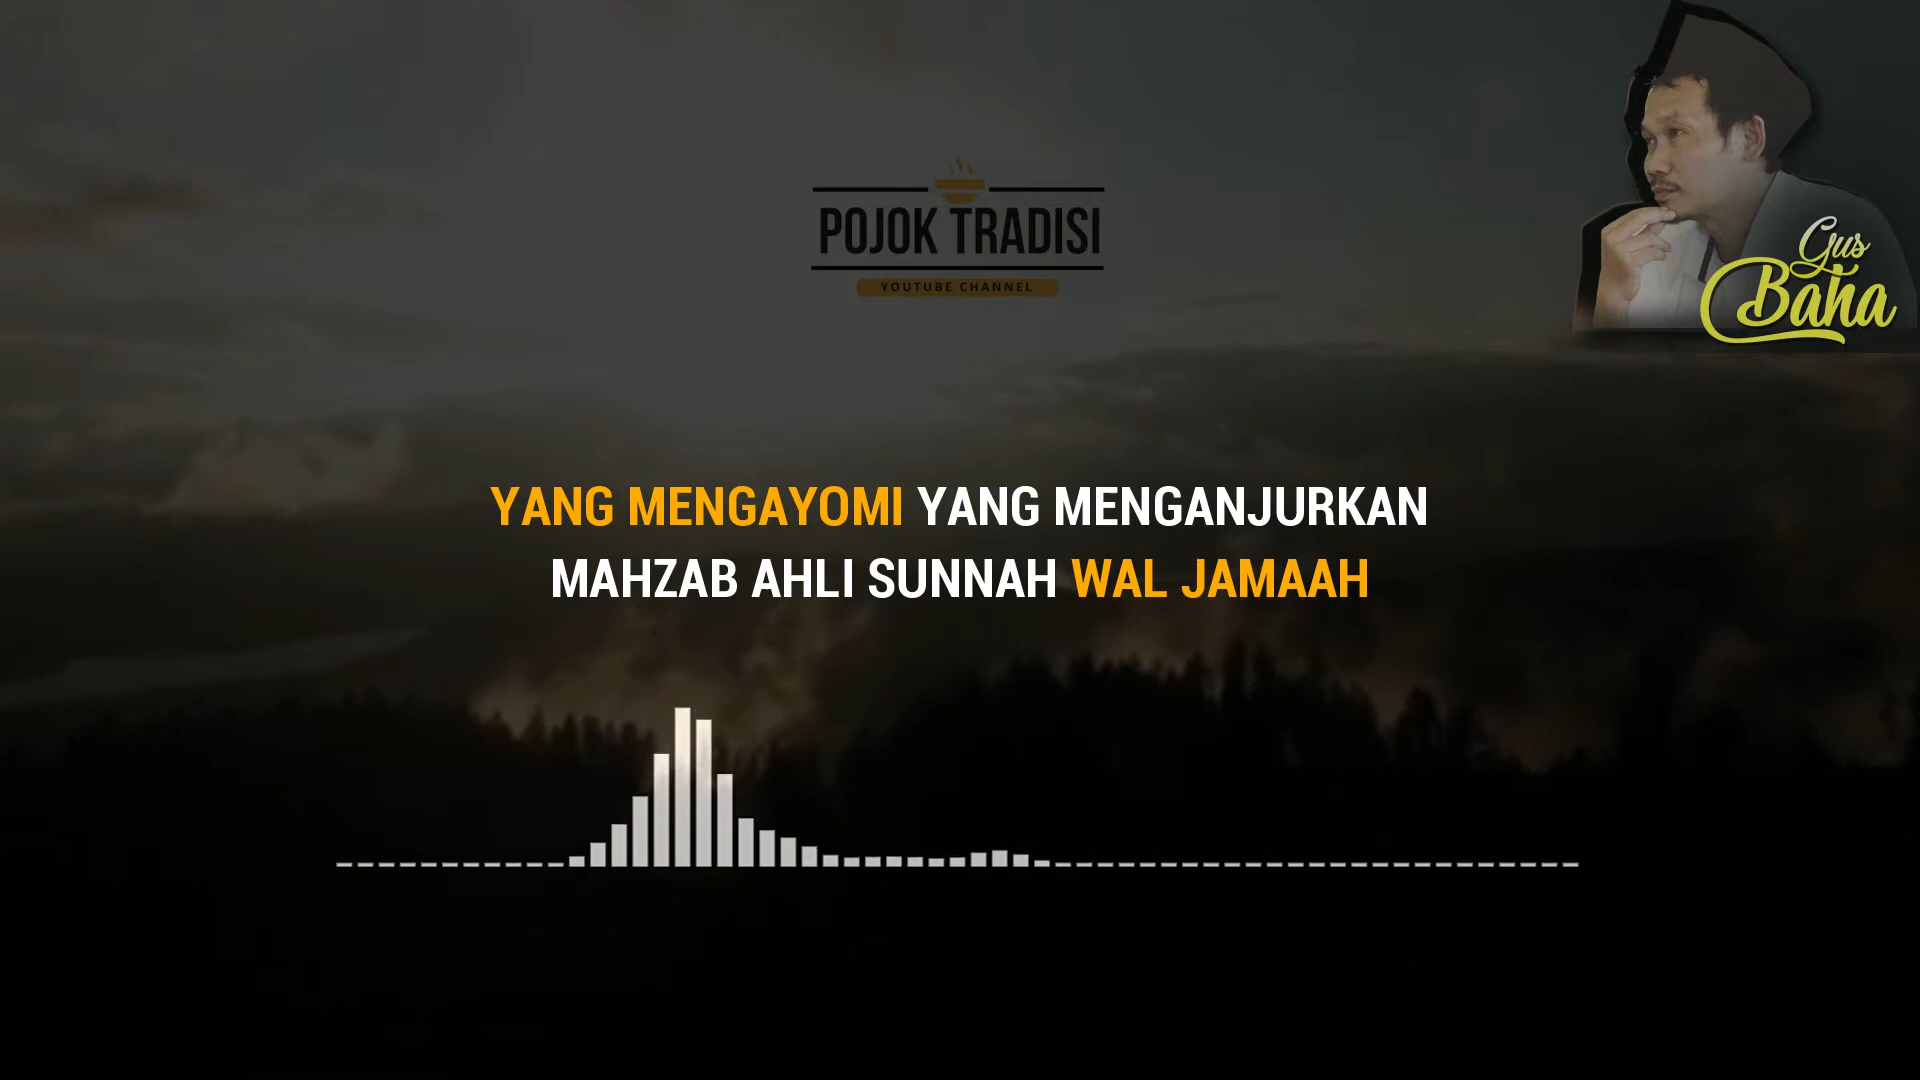 POJOK TRADISI
YOUTUBE CHANNEL
Gus
Baha
YANG MENGAYOMI YANG MENGANJURKAN
MAHZAB AHLI SUNNAH WAL JAMAAH